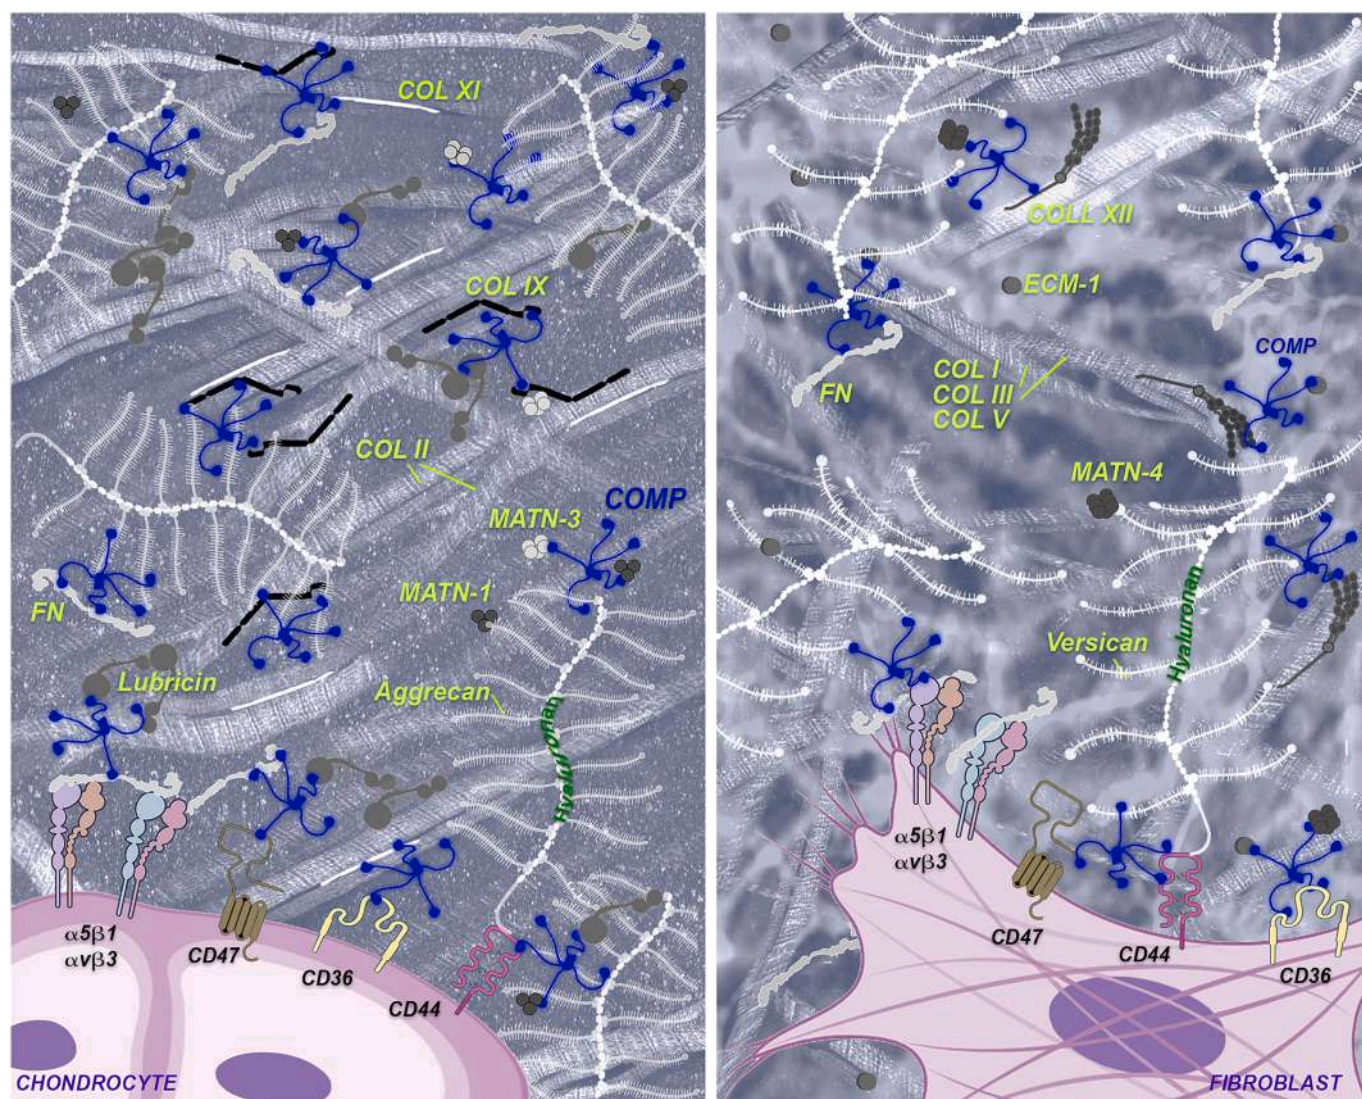 COL XI
COL IX
COL II
COMP
MATN-3
MATN-1
FN
Lubricin
Aggrecan
Hyaluronan
α5β1
αvβ3
CD47
CD36
CD44
CHONDROCYTE
COLL XII
ECM-1
COMP
COL I
COL III
COL V
FN
MATN-4
Versican
Hyaluronan
α5β1
αvβ3
CD47
CD44
CD36
FIBROBLAST